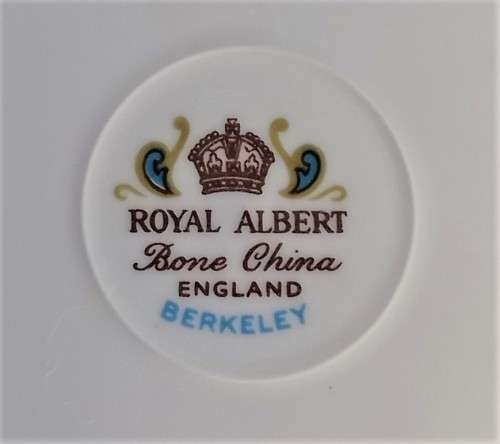 ROYAL ALBERT
Bone China
ENGLAND
BERKELEY